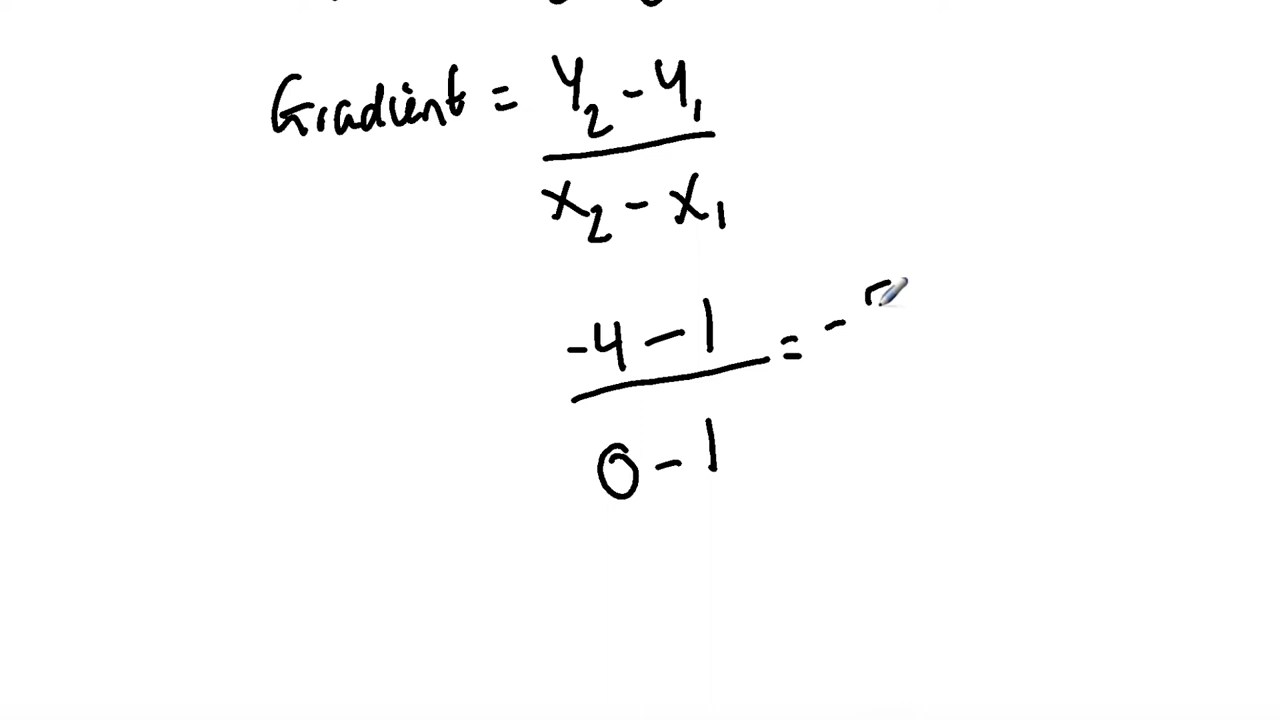 Gradient = Y2 - Y1
X2 - X1
-4 - 1 = -
0 - 1